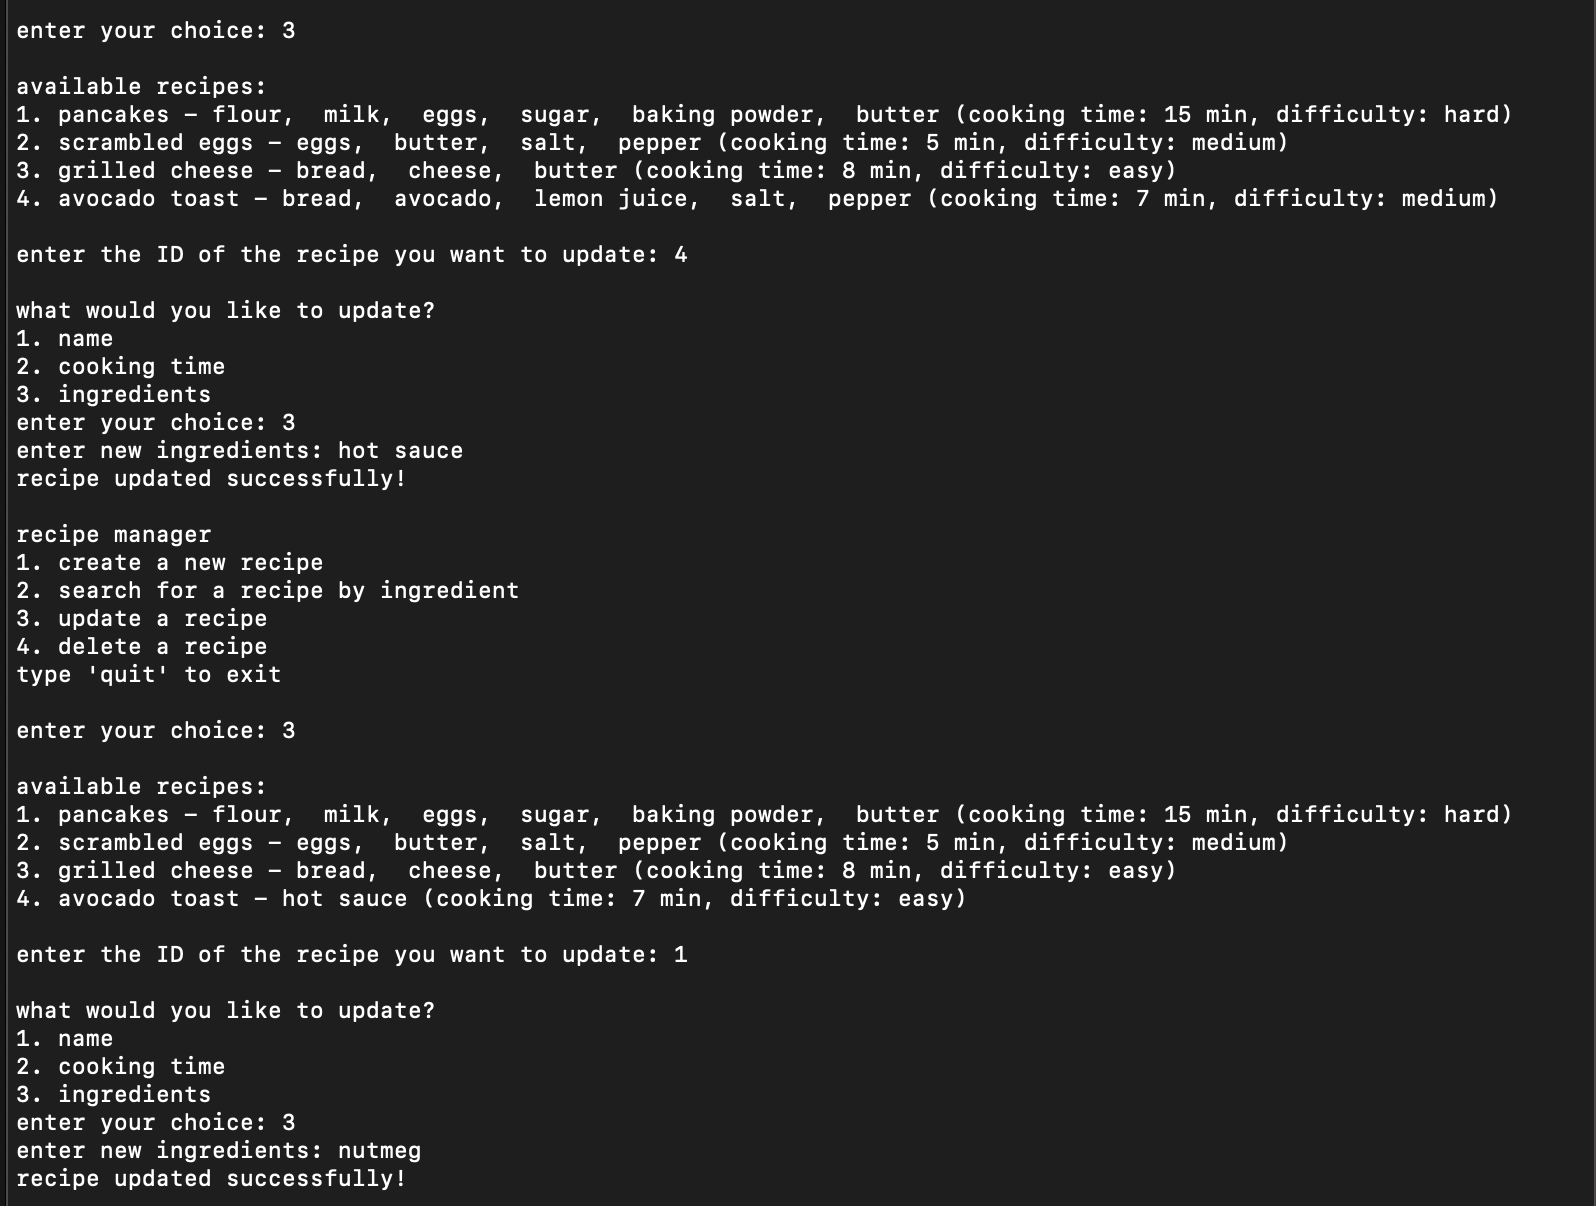 enter your choice: 3
available recipes:
1. pancakes – flour,  milk,  eggs,  sugar,  baking powder,  butter (cooking time: 15 min, difficulty: hard)
2. scrambled eggs – eggs,  butter,  salt,  pepper (cooking time: 5 min, difficulty: medium)
3. grilled cheese – bread,  cheese,  butter (cooking time: 8 min, difficulty: easy)
4. avocado toast – bread,  avocado,  lemon juice,  salt,  pepper (cooking time: 7 min, difficulty: medium)
enter the ID of the recipe you want to update: 4
what would you like to update?
1. name
2. cooking time
3. ingredients
enter your choice: 3
enter new ingredients: hot sauce
recipe updated successfully!
recipe manager
1. create a new recipe
2. search for a recipe by ingredient
3. update a recipe
4. delete a recipe
type 'quit' to exit
enter your choice: 3
available recipes:
1. pancakes – flour,  milk,  eggs,  sugar,  baking powder,  butter (cooking time: 15 min, difficulty: hard)
2. scrambled eggs – eggs,  butter,  salt,  pepper (cooking time: 5 min, difficulty: medium)
3. grilled cheese – bread,  cheese,  butter (cooking time: 8 min, difficulty: easy)
4. avocado toast – hot sauce (cooking time: 7 min, difficulty: easy)
enter the ID of the recipe you want to update: 1
what would you like to update?
1. name
2. cooking time
3. ingredients
enter your choice: 3
enter new ingredients: nutmeg
recipe updated successfully!